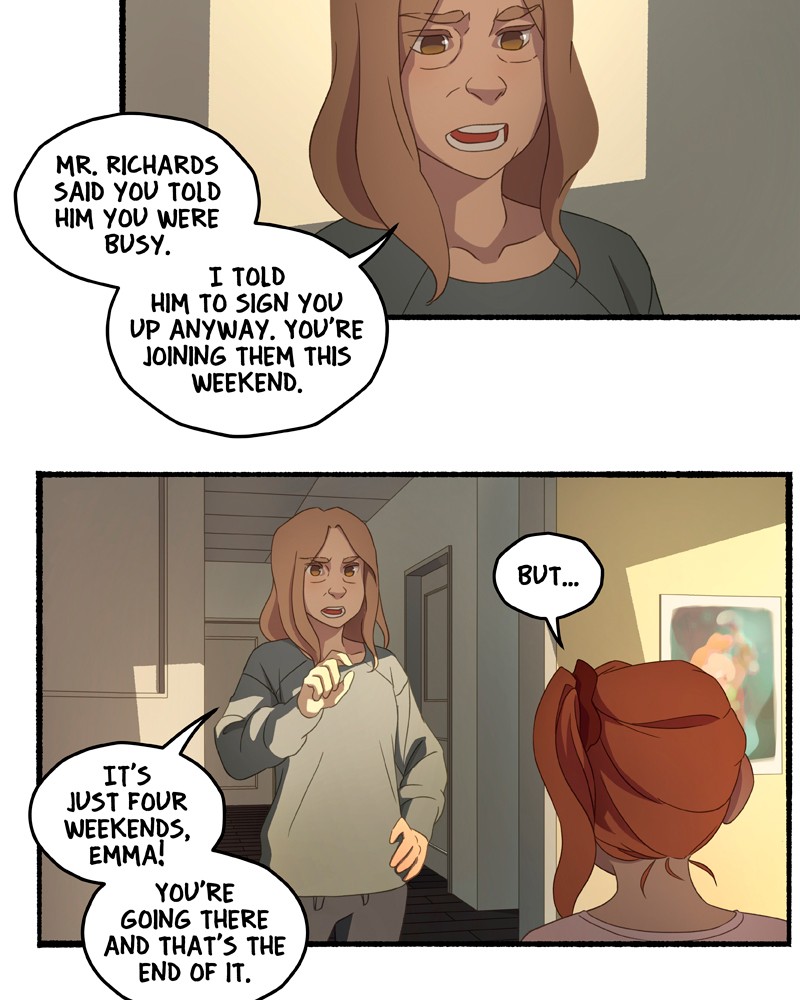 MR. RICHARDS
SAID YOU TOLD
HIM YOU WERE
BUSY.
I TOLD
HIM TO SIGN YOU
UP ANYWAY. YOU'RE
JOINING THEM THIS
WEEKEND.
BUT...
IT'S
JUST FOUR
WEEKENDS,
EMMA!
YOU'RE
GOING THERE
AND THAT'S THE
END OF IT.